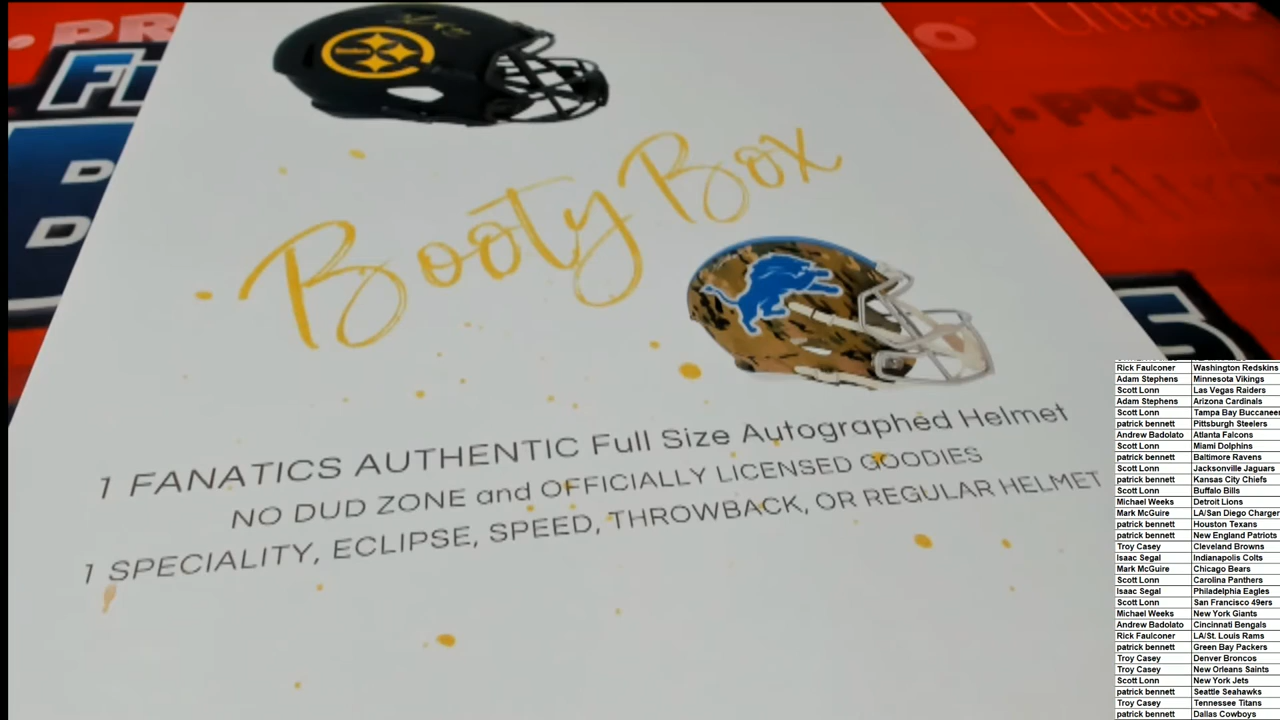 Booty Box
1 FANATICS AUTHENTIC Full Size Autographed Helmet
NO DUD ZONE and OFFICIALLY LICENSED GOODIES
1 SPECIALITY, ECLIPSE, SPEED, THROWBACK, OR REGULAR HELMET
PRO
PRO
Rick Faulconer Washington Redskins
Adam Stephens Minnesota Vikings
Scott Lonn Las Vegas Raiders
Adam Stephens Arizona Cardinals
Scott Lonn Tampa Bay Buccaneer
patrick bennett Pittsburgh Steelers
Andrew Badolato Atlanta Falcons
Scott Lonn Miami Dolphins
patrick bennett Baltimore Ravens
Scott Lonn Jacksonville Jaguars
patrick bennett Kansas City Chiefs
Scott Lonn Buffalo Bills
Michael Weeks Detroit Lions
Mark McGuire LA/San Diego Charger
patrick bennett Houston Texans
patrick bennett New England Patriots
Troy Casey Cleveland Browns
Isaac Segal Indianapolis Colts
Mark McGuire Chicago Bears
Scott Lonn Carolina Panthers
Isaac Segal Philadelphia Eagles
Scott Lonn San Francisco 49ers
Michael Weeks New York Giants
Andrew Badolato Cincinnati Bengals
Rick Faulconer LA/St. Louis Rams
patrick bennett Green Bay Packers
Troy Casey Denver Broncos
Troy Casey New Orleans Saints
Scott Lonn New York Jets
patrick bennett Seattle Seahawks
Troy Casey Tennessee Titans
patrick bennett Dallas Cowboys